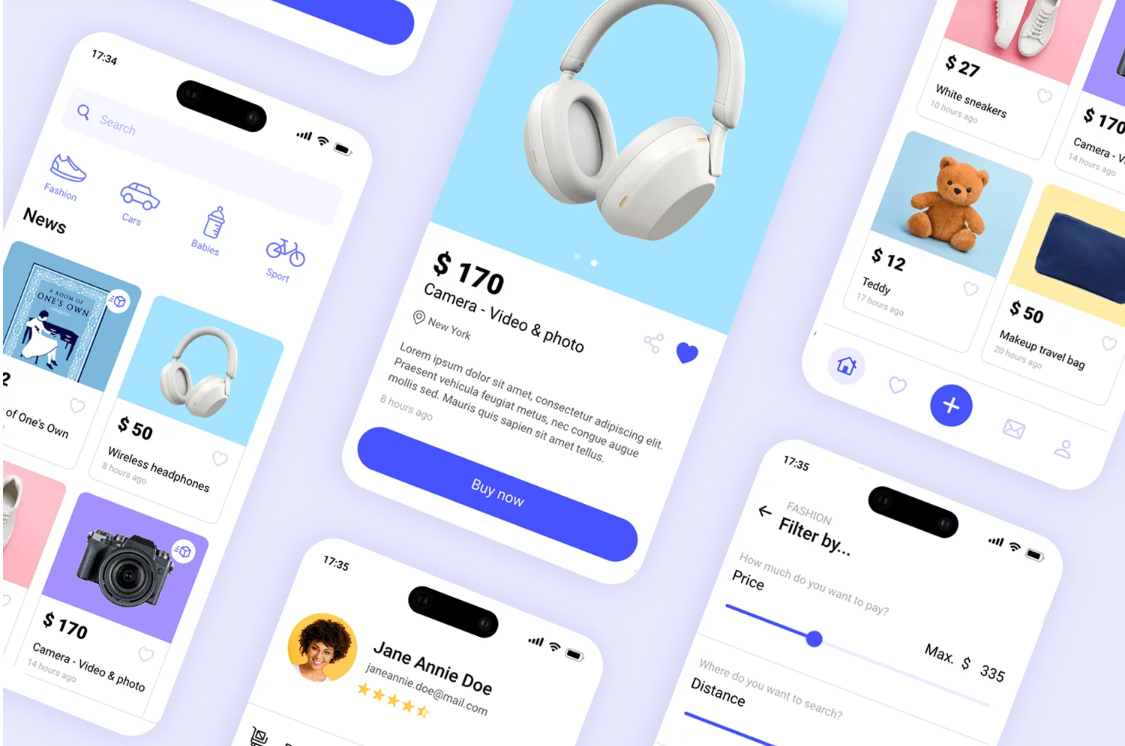 17:34
Search
Fashion
Cars
Babies
Sport
News
A ROOM OF
ONE'S OWN
2
of One's Own
$ 50
Wireless headphones
8 hours ago
$ 170
Camera - Video & photo
14 hours ago
$ 170
Camera - Video & photo
New York
Lorem ipsum dolor sit amet, consectetur adipiscing elit.
Praesent vehicula feugiat metus, nec congue augue
mollis sed. Mauris quis sapien sit amet tellus.
8 hours ago
Buy now
17:35
Jane Annie Doe
janeannie.doe@mail.com
$ 27
White sneakers
10 hours ago
$ 170
Camera - V
14 hours ago
$ 12
Teddy
17 hours ago
$ 50
Makeup travel bag
20 hours ago
17:35
FASHION
Filter by...
How much do you want to pay?
Price
Max. $ 335
Where do you want to search?
Distance